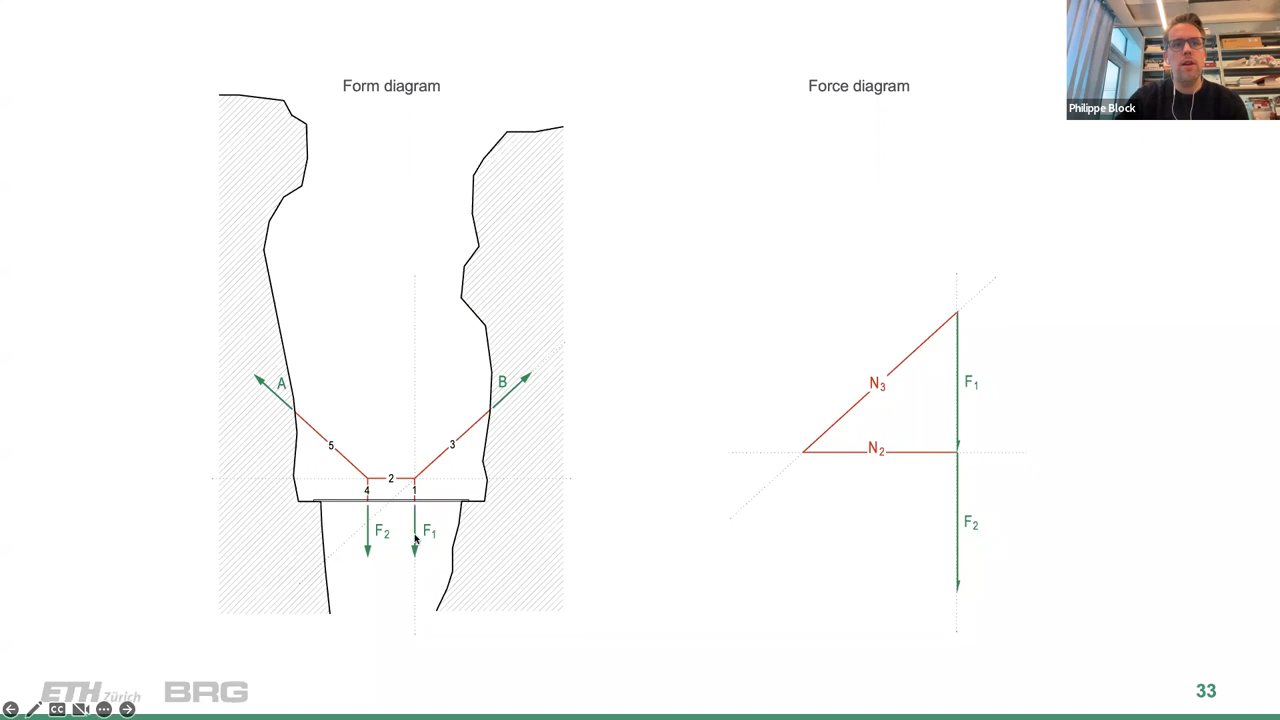 Form diagram
Force diagram
Philippe Block
A
B
5
3
2
4
1
F2
F1
N3
N2
F1
F2
ETH Zürich
BRG
CC
33